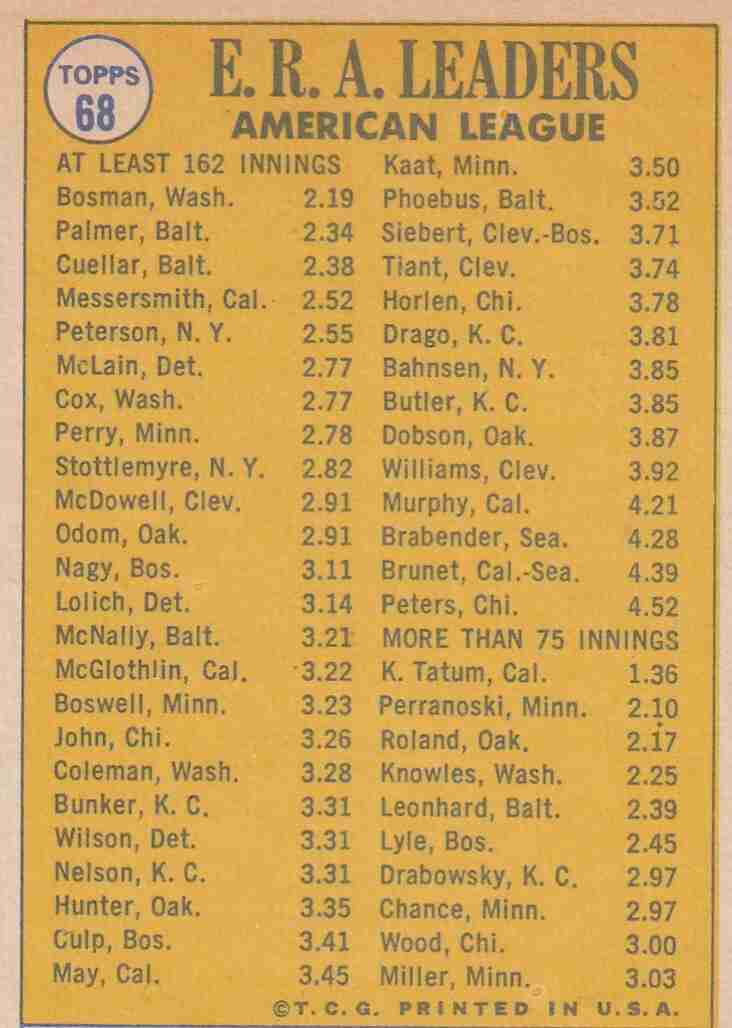 TOPPS
68
E. R. A. LEADERS
AMERICAN LEAGUE
AT LEAST 162 INNINGS
Bosman, Wash. 2.19
Palmer, Balt. 2.34
Cuellar, Balt. 2.38
Messersmith, Cal. 2.52
Peterson, N. Y. 2.55
McLain, Det. 2.77
Cox, Wash. 2.77
Perry, Minn. 2.78
Stottlemyre, N. Y. 2.82
McDowell, Clev. 2.91
Odom, Oak. 2.91
Nagy, Bos. 3.11
Lolich, Det. 3.14
McNally, Balt. 3.21
McGlothlin, Cal. 3.22
Boswell, Minn. 3.23
John, Chi. 3.26
Coleman, Wash. 3.28
Bunker, K. C. 3.31
Wilson, Det. 3.31
Nelson, K. C. 3.31
Hunter, Oak. 3.35
Culp, Bos. 3.41
May, Cal. 3.45
Kaat, Minn. 3.50
Phoebus, Balt. 3.52
Siebert, Clev.-Bos. 3.71
Tiant, Clev. 3.74
Horlen, Chi. 3.78
Drago, K. C. 3.81
Bahnsen, N. Y. 3.85
Butler, K. C. 3.85
Dobson, Oak. 3.87
Williams, Clev. 3.92
Murphy, Cal. 4.21
Brabender, Sea. 4.28
Brunet, Cal.-Sea. 4.39
Peters, Chi. 4.52
MORE THAN 75 INNINGS
K. Tatum, Cal. 1.36
Perranoski, Minn. 2.10
Roland, Oak. 2.17
Knowles, Wash. 2.25
Leonhard, Balt. 2.39
Lyle, Bos. 2.45
Drabowsky, K. C. 2.97
Chance, Minn. 2.97
Wood, Chi. 3.00
Miller, Minn. 3.03
©T. C. G. PRINTED IN U. S. A.